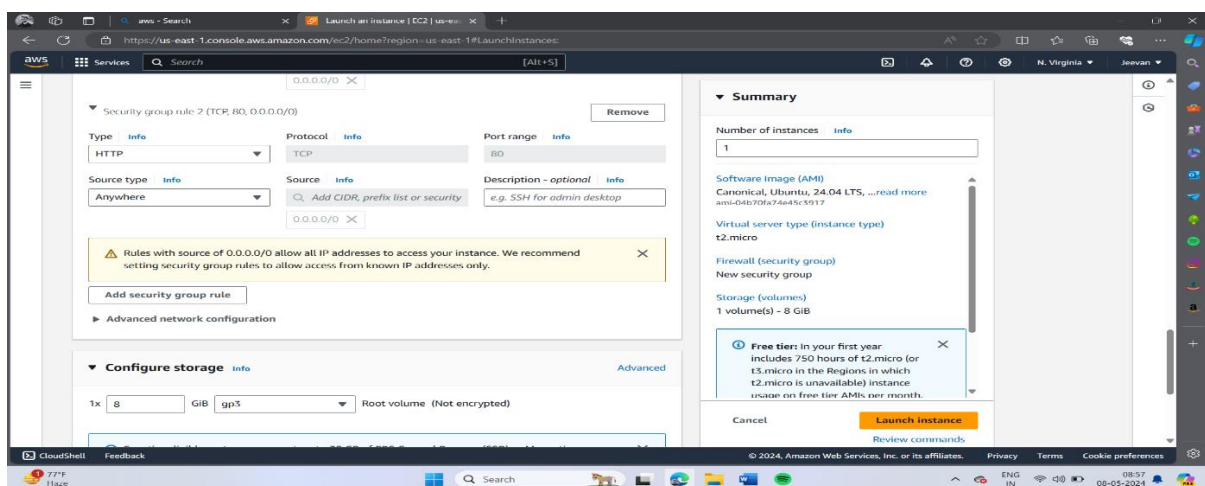 aws - Search
Launch an instance | EC2 | us-eas
https://us-east-1.console.aws.amazon.com/ec2/home?region=us-east-1#LaunchInstances:
aws Services Search [Alt+S] N. Virginia Jeevan
0.0.0.0/0
Security group rule 2 (TCP, 80, 0.0.0.0/0) Remove
Type Info Protocol Info Port range Info
HTTP TCP 80
Source type Info Source Info Description - optional Info
Anywhere Add CIDR, prefix list or security e.g. SSH for admin desktop
0.0.0.0/0
Rules with source of 0.0.0.0/0 allow all IP addresses to access your instance. We recommend
setting security group rules to allow access from known IP addresses
only.
Add security group rule
Advanced network configuration
Configure storage Info Advanced
1x 8 GiB gp3 Root volume (Not encrypted)
Summary
Number of instances Info
1
Software Image (AMI)
Canonical, Ubuntu, 24.04 LTS, ...read more
ami-04b70fa74e45c3917
Virtual server type (instance type)
t2.micro
Firewall (security group)
New security group
Storage (volumes)
1 volume(s) - 8 GiB
Free tier: In your first year
includes 750 hours of t2.micro (or
t3.micro in the Regions in which
t2.micro is unavailable) instance
usage on free tier AMIs per month,
Cancel Launch instance
Review commands
CloudShell Feedback © 2024, Amazon Web Services, Inc. or its affiliates. Privacy Terms Cookie preferences
77°F
Haze
Search
ENG
IN
08:57
08-05-2024